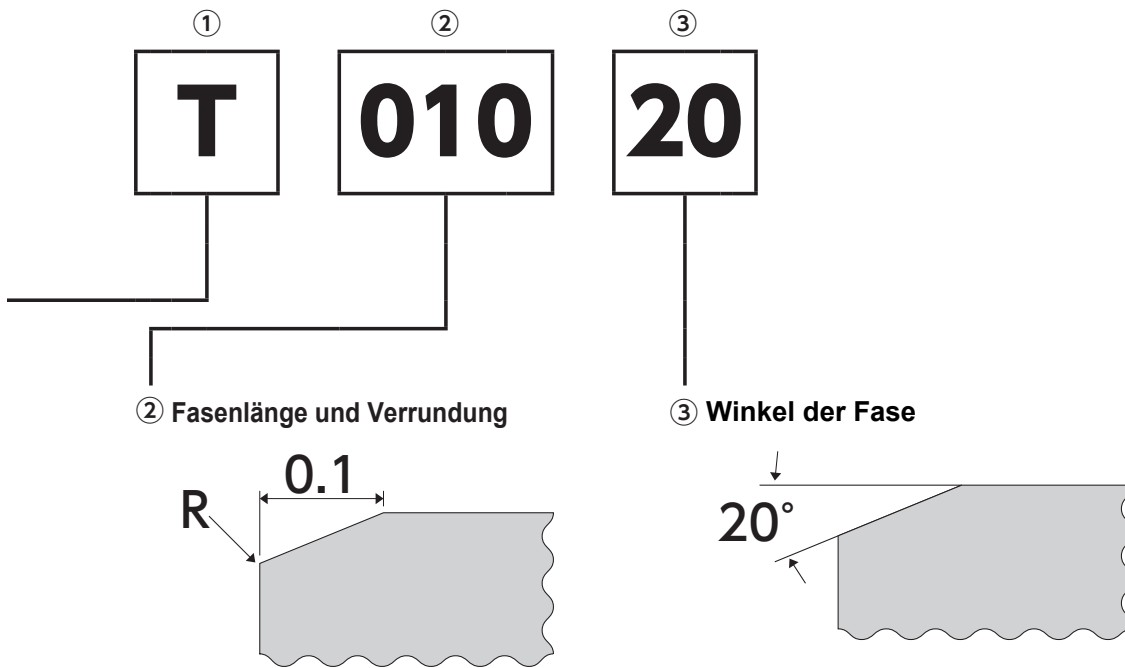 ① ② ③
T 010 20
② Fasenlänge und Verrundung
③ Winkel der Fase
0.1
R
20°